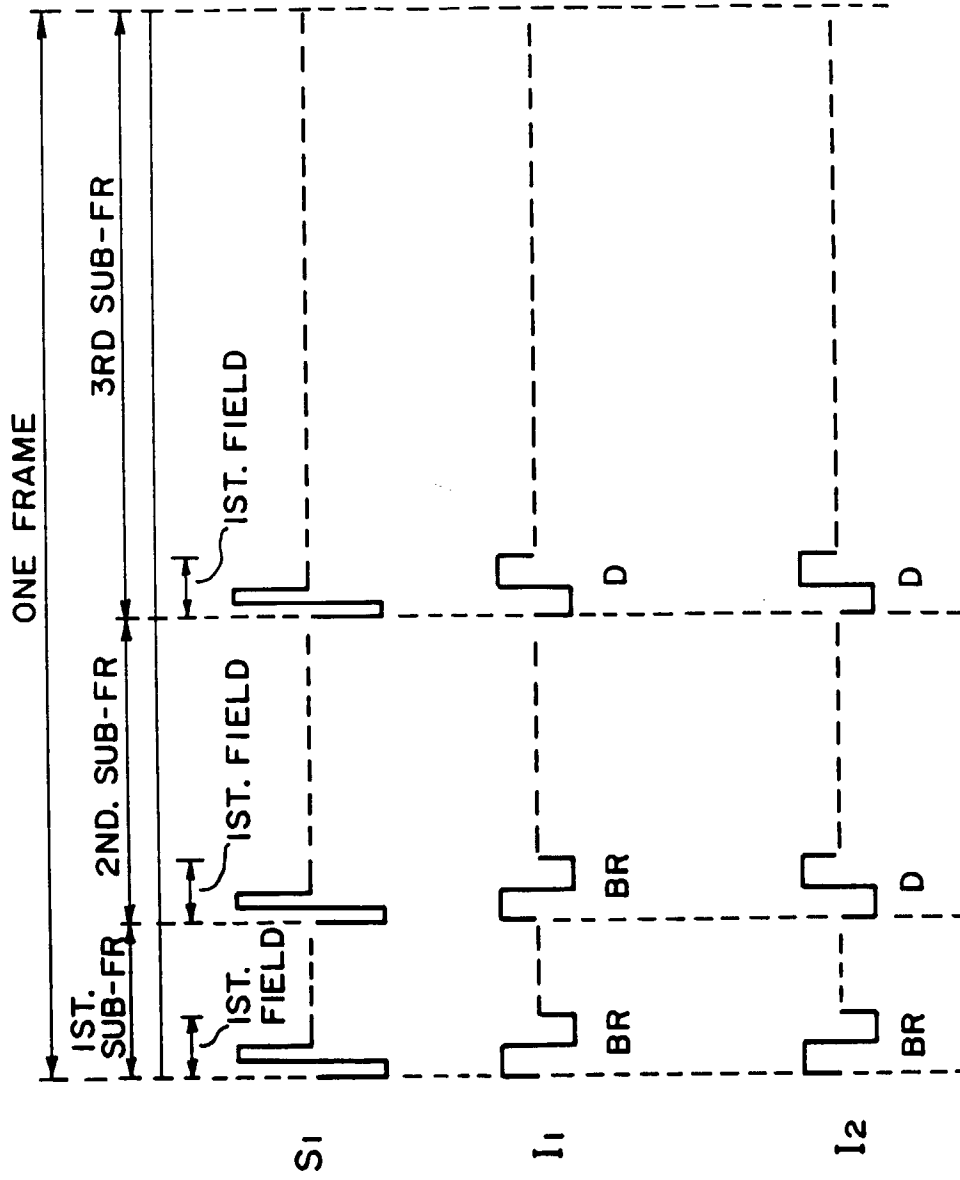 ONE FRAME
1ST.
SUB-FR
2ND. SUB-FR
3RD SUB-FR
1ST.
FIELD
1ST. FIELD
1ST. FIELD
S1
I1
BR
BR
D
I2
BR
D
D